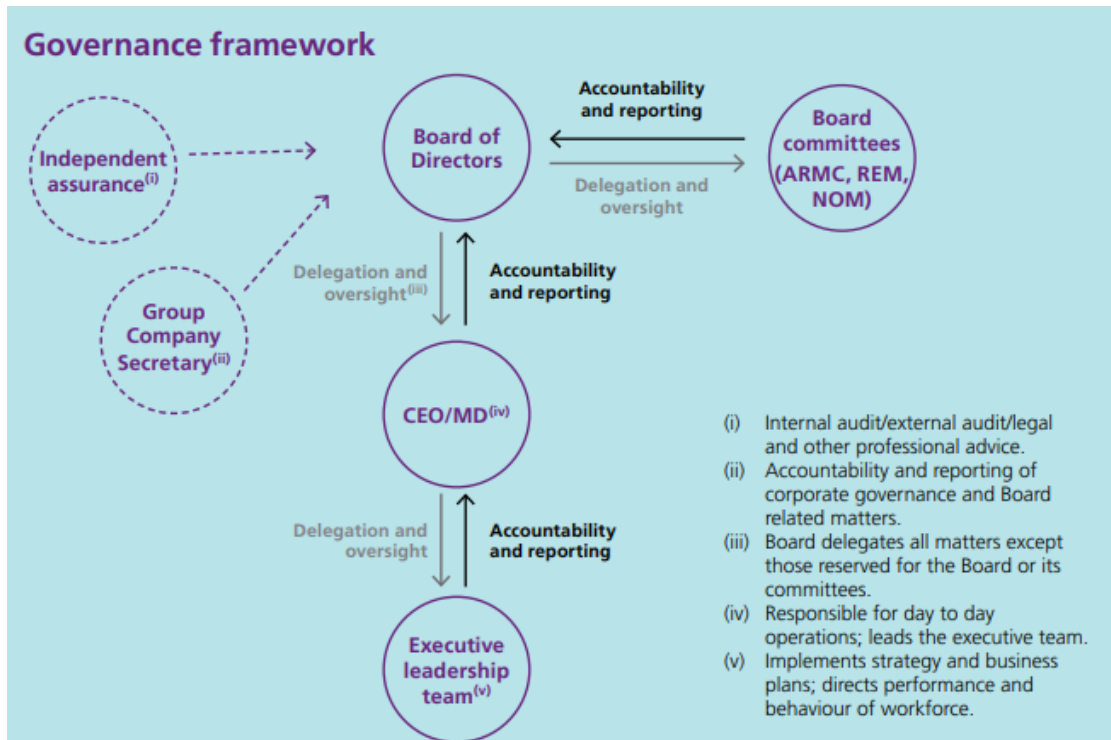 Governance framework
Independent
assurance(i)
Board of
Directors
Accountability
and reporting
Delegation and
oversight
Board
committees
(ARMC, REM,
NOM)
Group
Company
Secretary(ii)
Delegation and
oversight(iii)
Accountability
and reporting
CEO/MD(iv)
Delegation and
oversight
Accountability
and reporting
Executive
leadership
team(v)
(i) Internal audit/external audit/legal
and other professional advice.
(ii) Accountability and reporting of
corporate governance and Board
related matters.
(iii) Board delegates all matters except
those reserved for the Board or its
committees.
(iv) Responsible for day to day
operations; leads the executive team.
(v) Implements strategy and business
plans; directs performance and
behaviour of workforce.